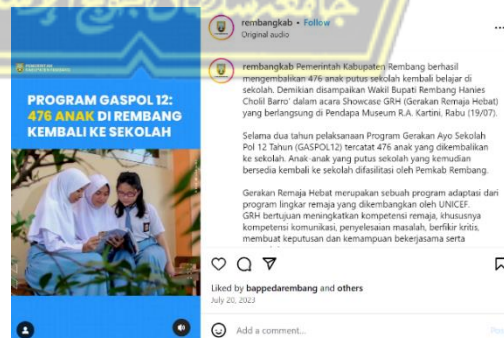 جامعنسلطان
PROGRAM GASPOL 12:
476 ANAK DI REMBANG
KEMBALI KE SEKOLAH
rembangkab • Follow
Original audio
...
rembangkab Pemerintah Kabupaten Rembang berhasil
mengembalikan 476 anak putus sekolah kembali belajar di
sekolah. Demikian disampaikan Wakil Bupati Rembang Hanies
Cholil Barro' dalam acara Showcase GRH (Gerakan Remaja Hebat)
yang berlangsung di Pendapa Museum R.A. Kartini, Rabu (19/07).
Selama dua tahun pelaksanaan Program Gerakan Ayo Sekolah
Pol 12 Tahun (GASPOL12) tercatat 476 anak yang dikembalikan
ke sekolah. Anak-anak yang putus sekolah yang kemudian
bersedia kembali ke sekolah difasilitasi oleh Pemkab Rembang.
Gerakan Remaja Hebat merupakan sebuah program adaptasi dari
program lingkar remaja yang dikembangkan oleh UNICEF.
GRH bertujuan meningkatkan kompetensi remaja, khususnya
kompetensi komunikasi, penyelesaian masalah, berfikir kritis,
membuat keputusan dan kemampuan bekerjasama serta
Liked by bappedarembang and others
July 20, 2023
Add a comment...